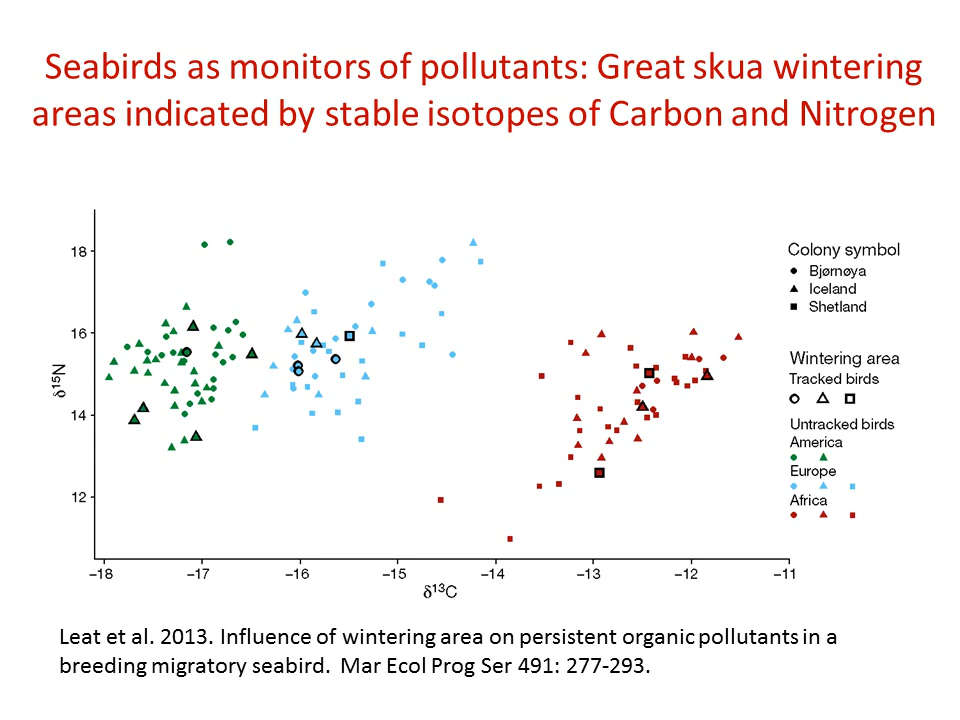 Seabirds as monitors of pollutants: Great skua wintering
areas indicated by stable isotopes of Carbon and Nitrogen
18
16
14
12
δ¹⁵N
–18
–17
–16
–15
–14
–13
–12
–11
δ¹³C
Colony symbol
Bjørnøya
Iceland
Shetland
Wintering area
Tracked birds
Untracked birds
America
Europe
Africa
Leat et al. 2013. Influence of wintering area on persistent organic pollutants in a
breeding migratory seabird. Mar Ecol Prog Ser 491: 277-293.